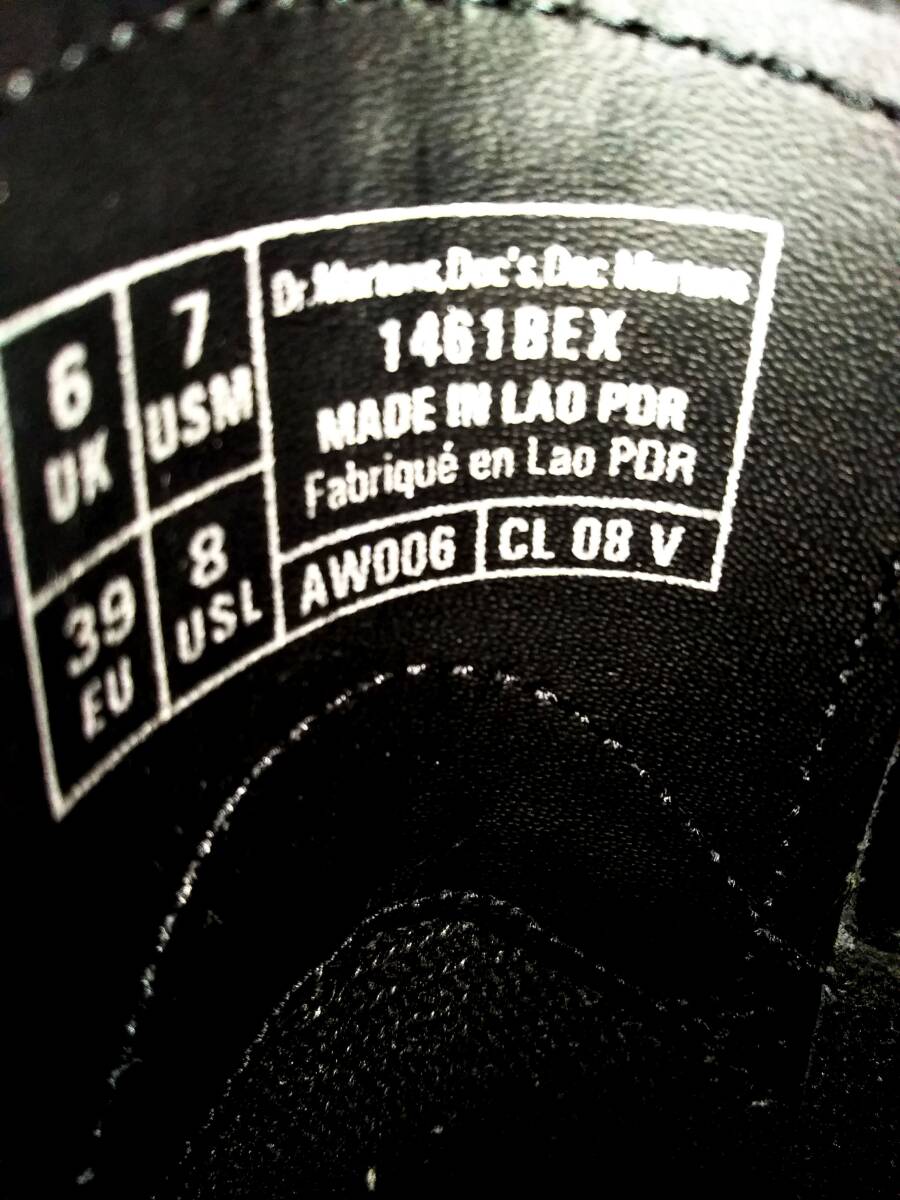 6
UK
7
USM
39
EU
8
USL
Dr.Martens,Doc's,Doc Martens
1461BEX
MADE IN LAO PDR
Fabriqué en Lao PDR
AW006
CL 08 V